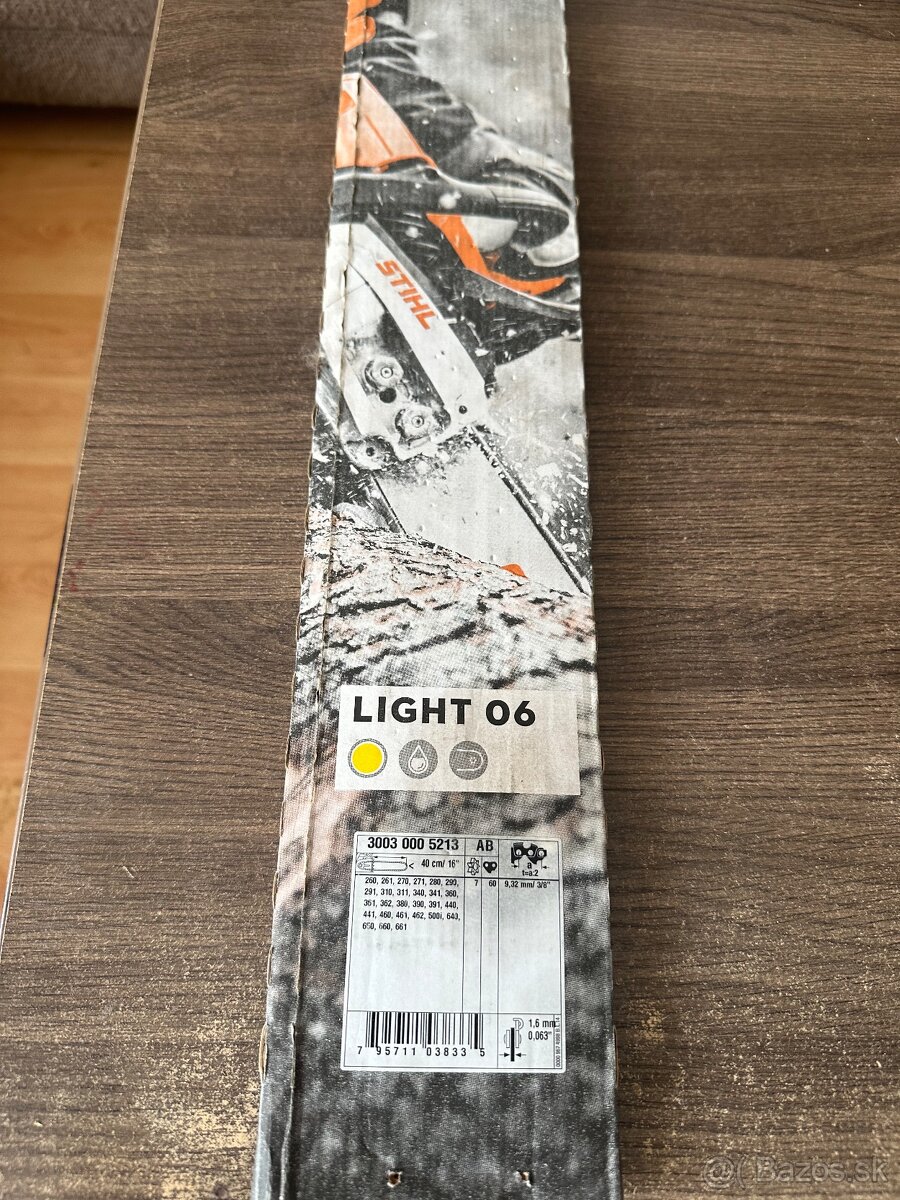 STIHL
LIGHT 06
3003 000 5213 AB
< 40 cm/ 16" a t=a:2
260, 261, 270, 271, 280, 290, 7 60 9,32 mm/ 3/8"
291, 310, 311, 340, 341, 360,
361, 362, 380, 390, 391, 440,
441, 460, 461, 462, 500i, 640,
650, 660, 661
1,6 mm
0,063"
7 95711 03833 5
Bazos.sk